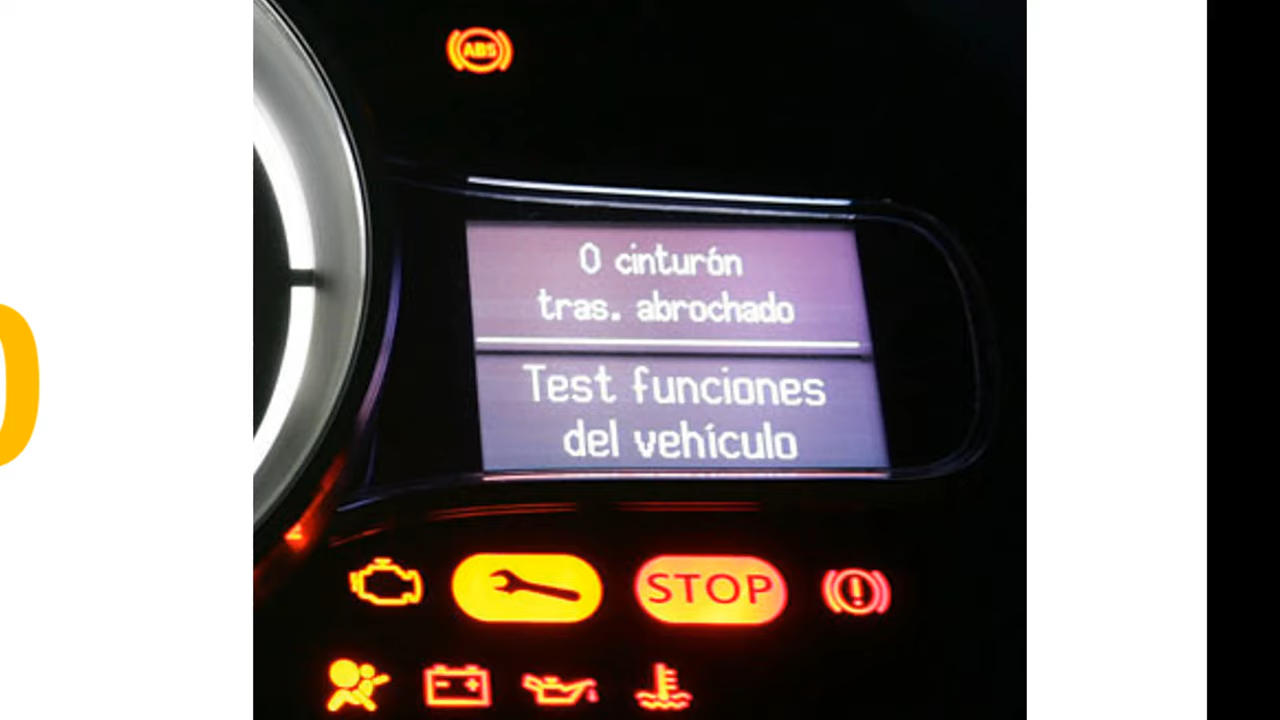 ABS
0 cinturón
tras. abrochado
Test funciones
del vehículo
STOP